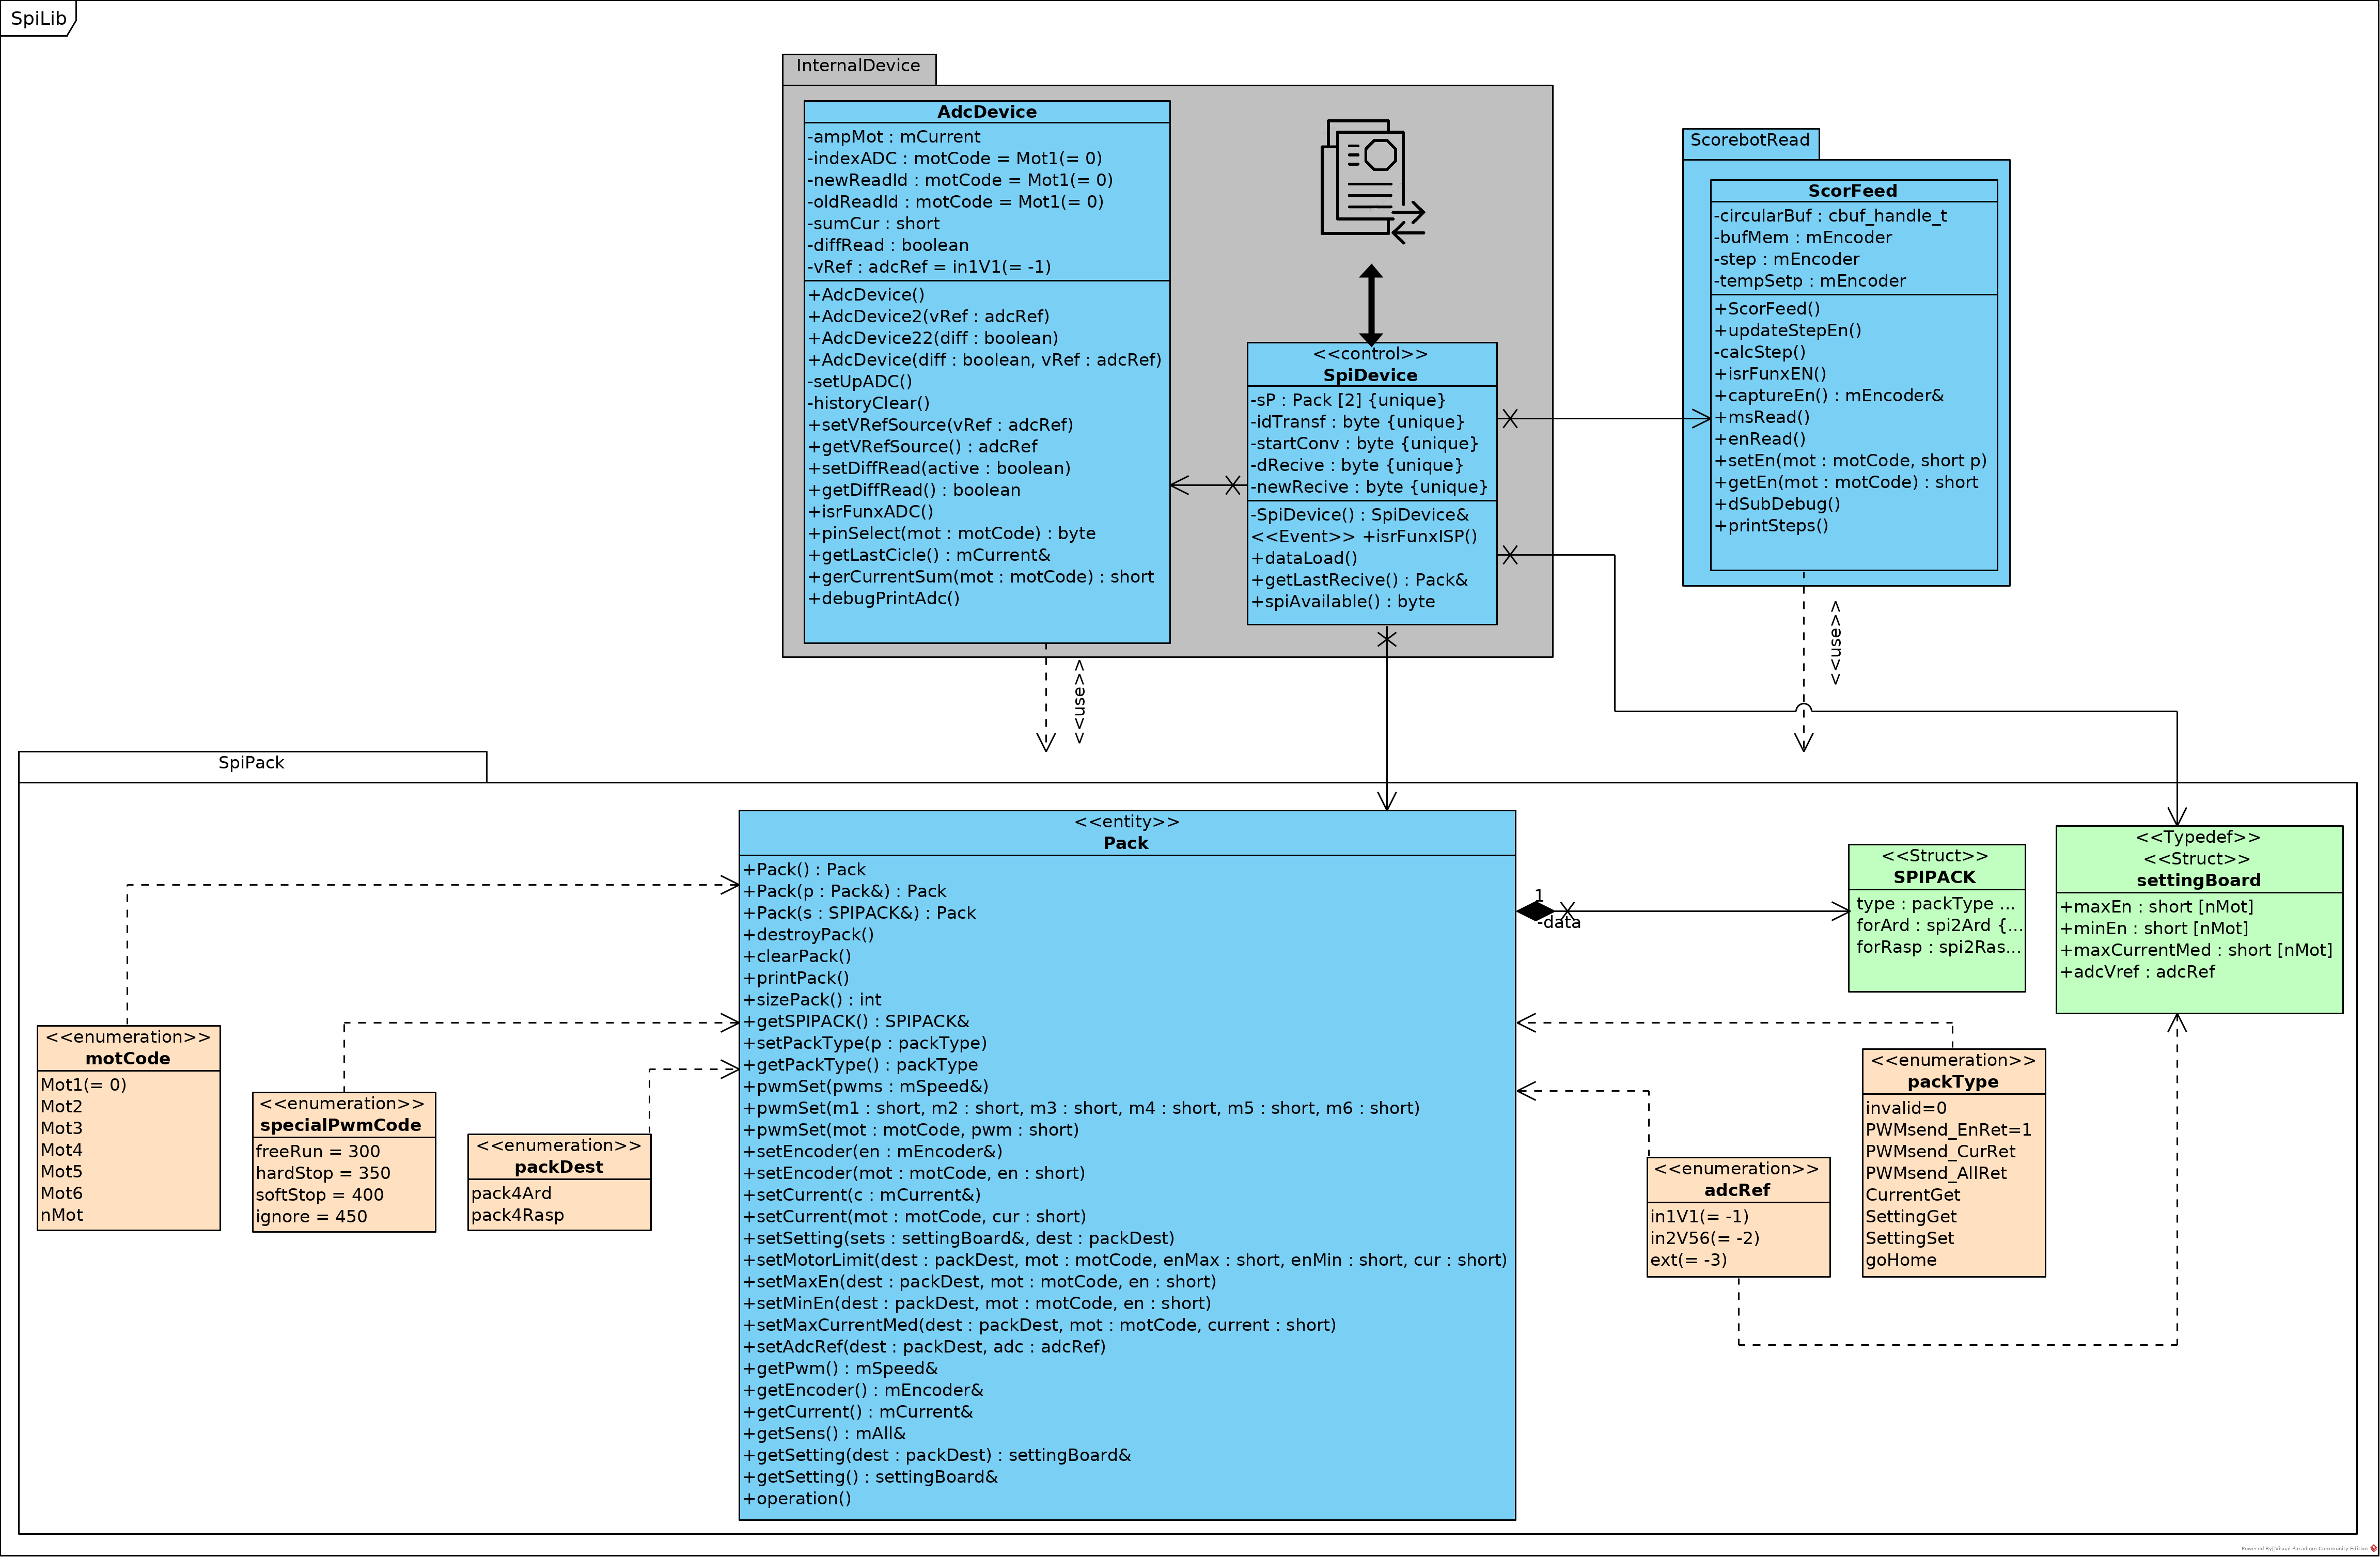 SpiLib
InternalDevice
AdcDevice
-ampMot : mCurrent
-indexADC : motCode = Mot1(= 0)
-newReadId : motCode = Mot1(= 0)
-oldReadId : motCode = Mot1(= 0)
-sumCur : short
-diffRead : boolean
-vRef : adcRef = in1V1(= -1)
+AdcDevice()
+AdcDevice2(vRef : adcRef)
+AdcDevice22(diff : boolean)
+AdcDevice(diff : boolean, vRef : adcRef)
-setUpADC()
-historyClear()
+setVRefSource(vRef : adcRef)
+getVRefSource() : adcRef
+setDiffRead(active : boolean)
+getDiffRead() : boolean
+isrFunxADC()
+pinSelect(mot : motCode) : byte
+getLastCicle() : mCurrent&
+gerCurrentSum(mot : motCode) : short
+debugPrintAdc()
<<control>>
SpiDevice
-sP : Pack [2] {unique}
-idTransf : byte {unique}
-startConv : byte {unique}
-dRecive : byte {unique}
-newRecive : byte {unique}
-SpiDevice() : SpiDevice&
<<Event>> +isrFunxISP()
+dataLoad()
+getLastRecive() : Pack&
+spiAvailable() : byte
ScorebotRead
ScorFeed
-circularBuf : cbuf_handle_t
-bufMem : mEncoder
-step : mEncoder
-tempSetp : mEncoder
+ScorFeed()
+updateStepEn()
-calcStep()
+isrFunxEN()
+captureEn() : mEncoder&
+msRead()
+enRead()
+setEn(mot : motCode, short p)
+getEn(mot : motCode) : short
+dSubDebug()
+printSteps()
<<use>>
<<use>>
SpiPack
<<entity>>
Pack
+Pack() : Pack
+Pack(p : Pack&) : Pack
+Pack(s : SPIPACK&) : Pack
+destroyPack()
+clearPack()
+printPack()
+sizePack() : int
+getSPIPACK() : SPIPACK&
+setPackType(p : packType)
+getPackType() : packType
+pwmSet(pwms : mSpeed&)
+pwmSet(m1 : short, m2 : short, m3 : short, m4 : short, m5 : short, m6 : short)
+pwmSet(mot : motCode, pwm : short)
+setEncoder(en : mEncoder&)
+setEncoder(mot : motCode, en : short)
+setCurrent(c : mCurrent&)
+setCurrent(mot : motCode, cur : short)
+setSetting(sets : settingBoard&, dest : packDest)
+setMotorLimit(dest : packDest, mot : motCode, enMax : short, enMin : short, cur : short)
+setMaxEn(dest : packDest, mot : motCode, en : short)
+setMinEn(dest : packDest, mot : motCode, en : short)
+setMaxCurrentMed(dest : packDest, mot : motCode, current : short)
+setAdcRef(dest : packDest, adc : adcRef)
+getPwm() : mSpeed&
+getEncoder() : mEncoder&
+getCurrent() : mCurrent&
+getSens() : mAll&
+getSetting(dest : packDest) : settingBoard&
+getSetting() : settingBoard&
+operation()
1
-data
<<Struct>>
SPIPACK
type : packType ...
forArd : spi2Ard {...
forRasp : spi2Ras...
<<Typedef>>
<<Struct>>
settingBoard
+maxEn : short [nMot]
+minEn : short [nMot]
+maxCurrentMed : short [nMot]
+adcVref : adcRef
<<enumeration>>
motCode
Mot1(= 0)
Mot2
Mot3
Mot4
Mot5
Mot6
nMot
<<enumeration>>
specialPwmCode
freeRun = 300
hardStop = 350
softStop = 400
ignore = 450
<<enumeration>>
packDest
pack4Ard
pack4Rasp
<<enumeration>>
adcRef
in1V1(= -1)
in2V56(= -2)
ext(= -3)
<<enumeration>>
packType
invalid=0
PWMsend_EnRet=1
PWMsend_CurRet
PWMsend_AllRet
CurrentGet
SettingGet
SettingSet
goHome
Powered By Visual Paradigm Community Edition